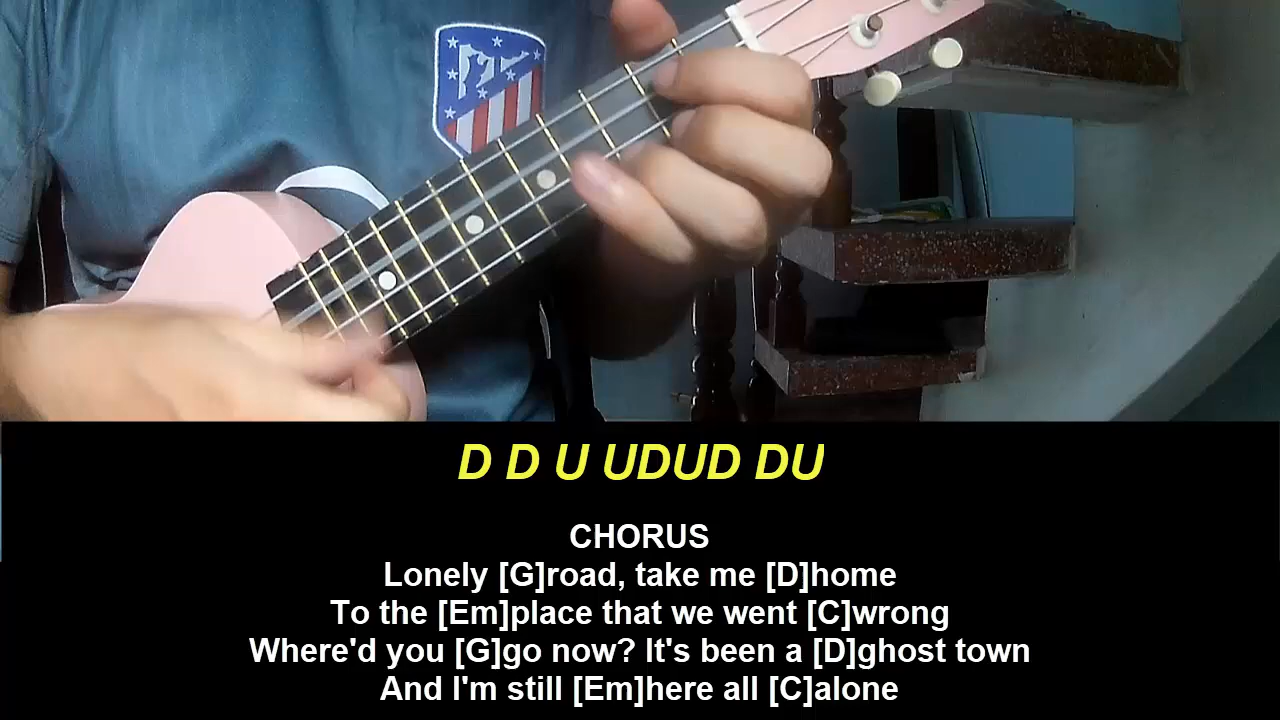 D D U UDUD DU
CHORUS
Lonely [G]road, take me [D]home
To the [Em]place that we went [C]wrong
Where'd you [G]go now? It's been a [D]ghost town
And I'm still [Em]here all [C]alone